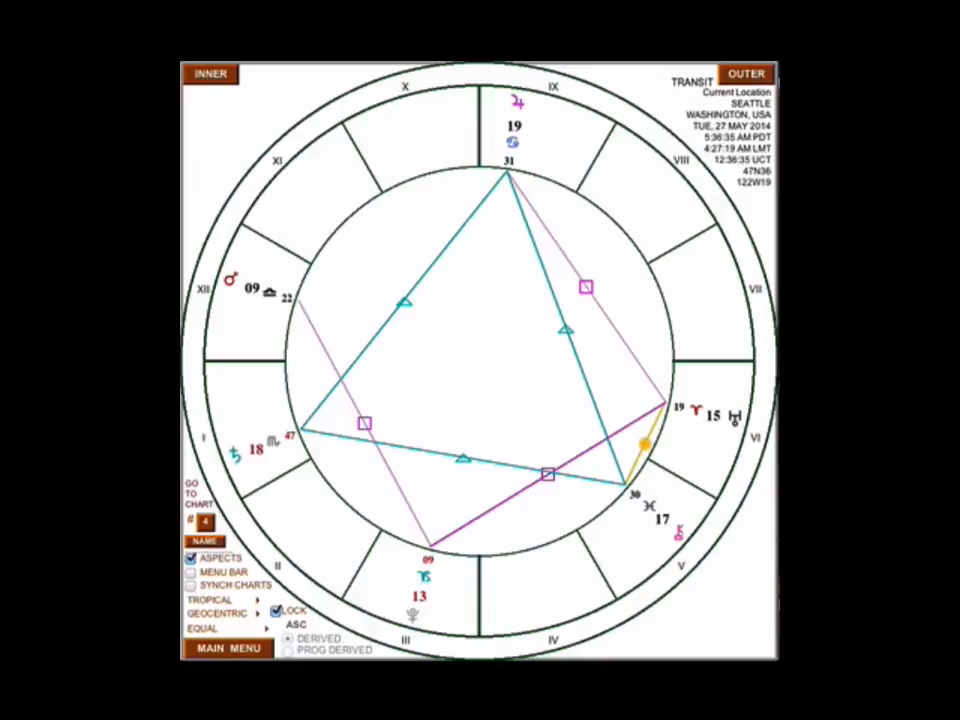 INNER
OUTER
TRANSIT
Current Location
SEATTLE
WASHINGTON, USA
TUE, 27 MAY 2014
5:36:35 AM PDT
4:27:19 AM LMT
12:36:35 UCT
47N36
122W19
X
IX
XI
VIII
XII
VII
I
VI
II
V
III
IV
♃
19
♋
31
♂ 09 ♎ 22
19 ♈ 15 ♅
♄ 18 ♏ 47
30 ♓ 17 ⚷
09
♑
13
♇
GO
TO
CHART
# 4
NAME
ASPECTS
MENU BAR
SYNCH CHARTS
TROPICAL
GEOCENTRIC
EQUAL
LOCK
ASC
DERIVED
PROG DERIVED
MAIN MENU